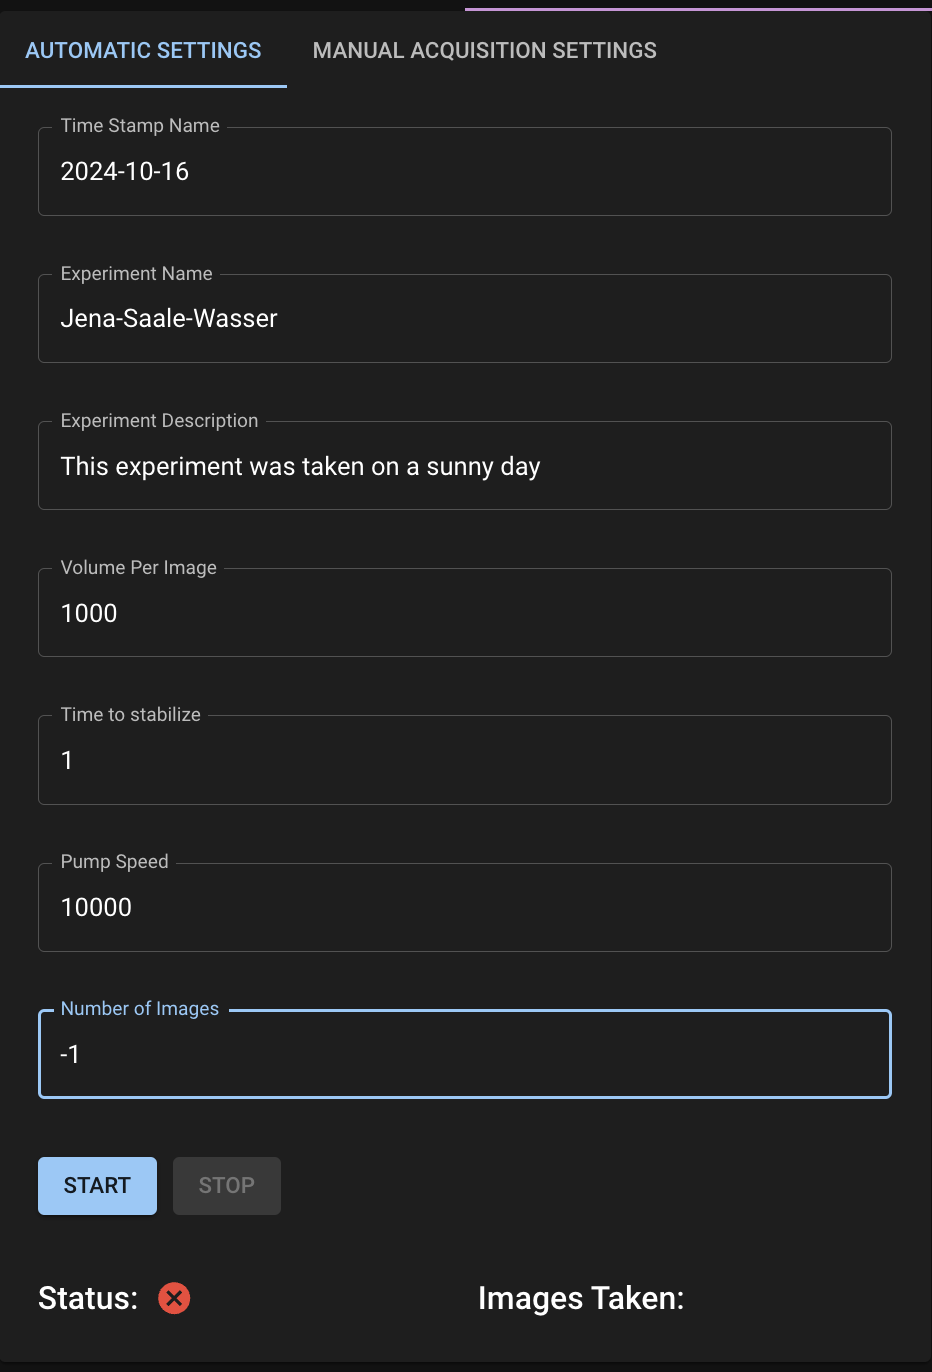 AUTOMATIC SETTINGS MANUAL ACQUISITION SETTINGS
Time Stamp Name
2024-10-16
Experiment Name
Jena-Saale-Wasser
Experiment Description
This experiment was taken on a sunny day
Volume Per Image
1000
Time to stabilize
1
Pump Speed
10000
Number of Images
-1
START STOP
Status: Images Taken: